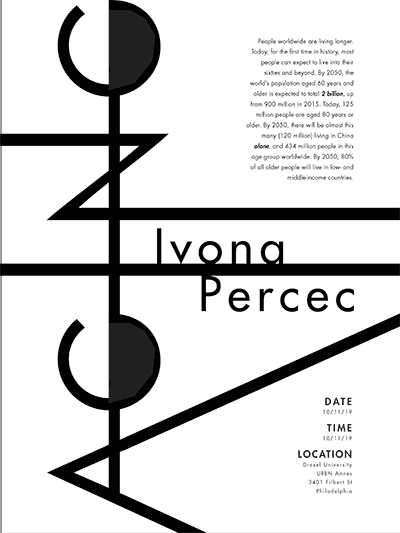 AGING
People worldwide are living longer.
Today, for the first time in history, most
people can expect to live into their
sixties and beyond. By 2050, the
world's population aged 60 years and
older is expected to total 2 billion, up
from 900 million in 2015. Today, 125
million people are aged 80 years or
older. By 2050, there will be almost this
many (120 million) living in China
alone, and 434 million people in this
age group worldwide. By 2050, 80%
of all older people will live in low- and
middle-income countries.
Ivona
Percec
DATE
10/11/19
TIME
10/11/19
LOCATION
Drexel University
URBN Annex
3401 Filbert St
Philadelphia